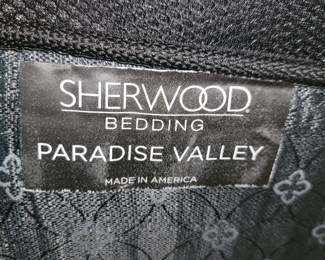 SHERWOOD
BEDDING
PARADISE VALLEY
MADE IN AMERICA